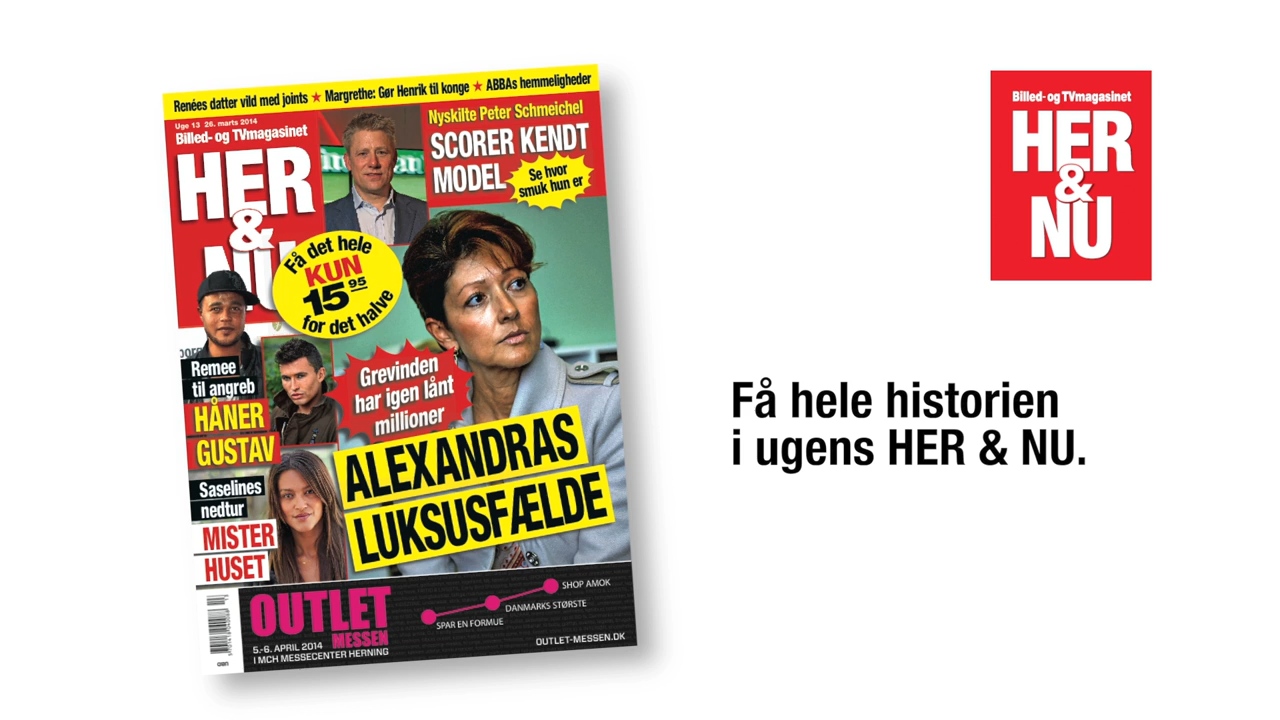 Renées datter vild med joints ★ Margrethe: Gør Henrik til konge ★ ABBAs hemmeligheder
Uge 13 26. marts 2014
Billed- og TVmagasinet
HER
&
NU
Nyskilte Peter Schmeichel
SCORER KENDT
MODEL
Se hvor
smuk hun er
Få det hele
KUN
15 95
for det halve
Remee
til angreb
HÅNER
GUSTAV
Grevinden
har igen lånt
millioner
ALEXANDRAS
LUKSUSFÆLDE
Saselines
nedtur
MISTER
HUSET
OUTLET
MESSEN
5.-6. APRIL 2014
I MCH MESSECENTER HERNING
SPAR EN FORMUE
DANMARKS STØRSTE
SHOP AMOK
OUTLET-MESSEN.DK
Billed- og TVmagasinet
HER
&
NU
Få hele historien
i ugens HER & NU.